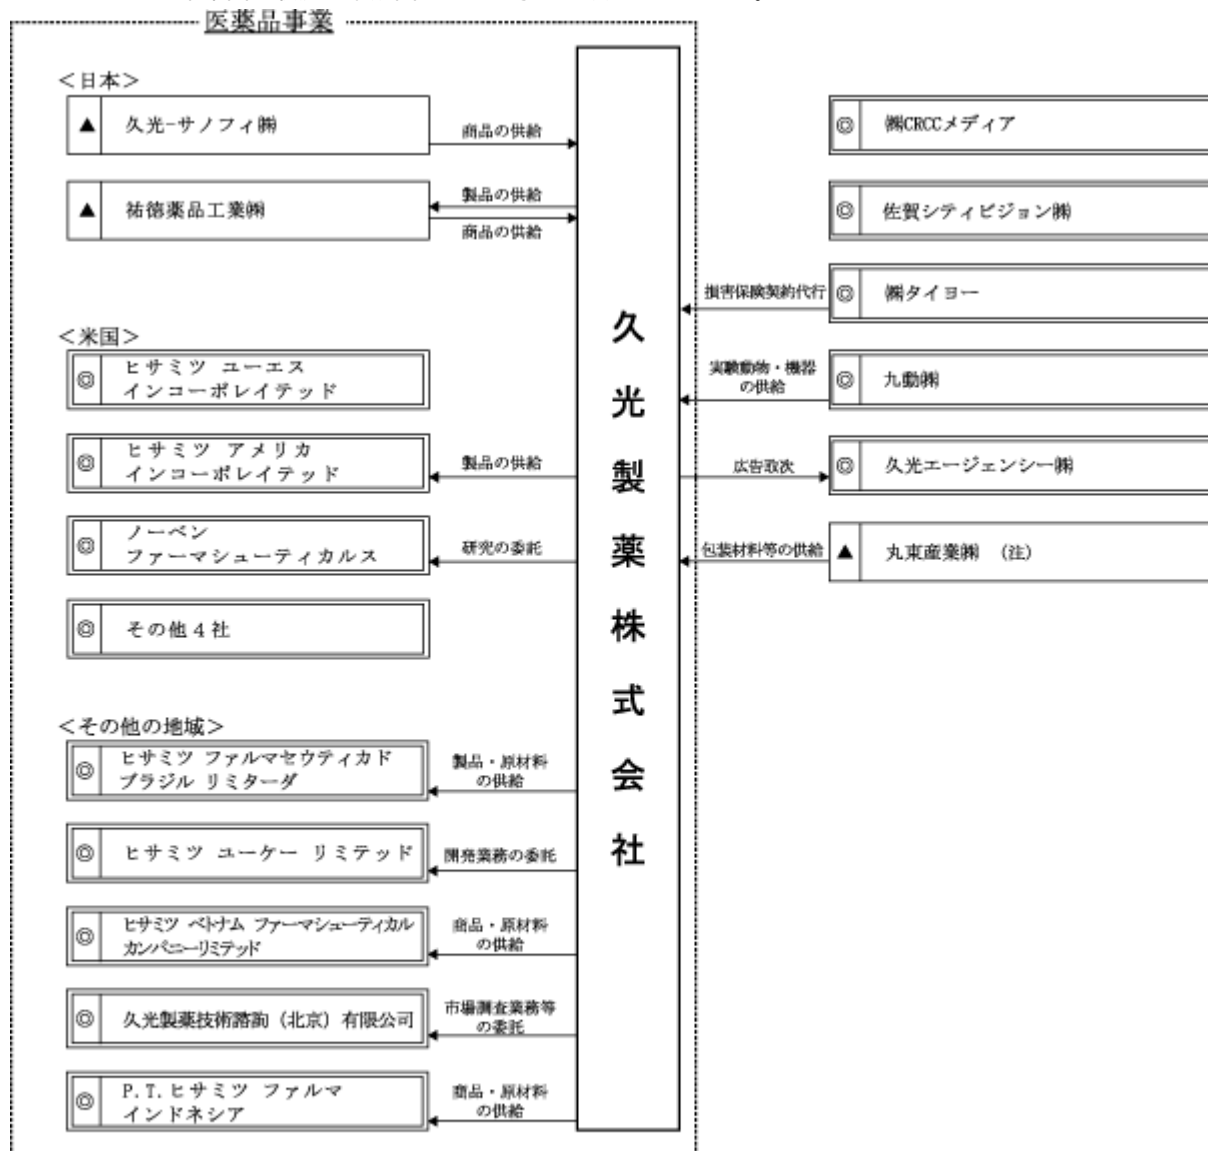 医薬品事業
<日本>
▲ 久光-サノフィ㈱
商品の供給
▲ 祐徳薬品工業㈱
製品の供給
商品の供給
<米国>
◎ ヒサミツ ユーエス
インコーポレイテッド
◎ ヒサミツ アメリカ
インコーポレイテッド
製品の供給
◎ ノーベン
ファーマシューティカルス
研究の委託
◎ その他4社
<その他の地域>
◎ ヒサミツ ファルマセウティカド
ブラジル リミターダ
製品・原材料
の供給
◎ ヒサミツ ユーケー リミテッド
開発業務の委託
◎ ヒサミツ ベトナム ファーマシューティカル
カンパニーリミテッド
商品・原材料
の供給
◎ 久光製薬技術諮詢（北京）有限公司
市場調査業務等
の委託
◎ P.T.ヒサミツ ファルマ
インドネシア
商品・原材料
の供給
久光製薬株式会社
◎ ㈱CRCCメディア
◎ 佐賀シティビジョン㈱
損害保険契約代行
◎ ㈱タイヨー
実験動物・機器
の供給
◎ 九動㈱
広告取次
◎ 久光エージェンシー㈱
包装材料等の供給
▲ 丸東産業㈱ （注）